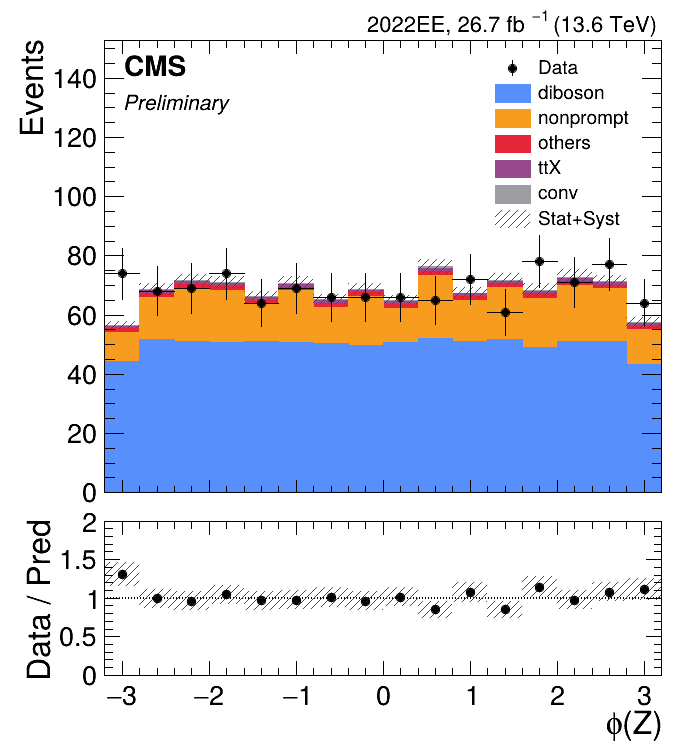 2022EE, 26.7 fb⁻¹ (13.6 TeV)
CMS
Preliminary
Data
diboson
nonprompt
others
ttX
conv
Stat+Syst
Events
140
120
100
80
60
40
20
0
Data / Pred
2
1.5
1
0.5
0
−3 −2 −1 0 1 2 3
ϕ(Z)